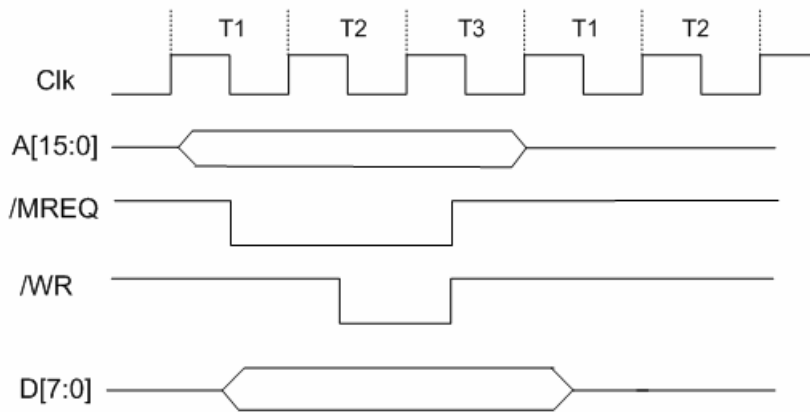 T1 T2 T3 T1 T2
Clk
A[15:0]
/MREQ
/WR
D[7:0]